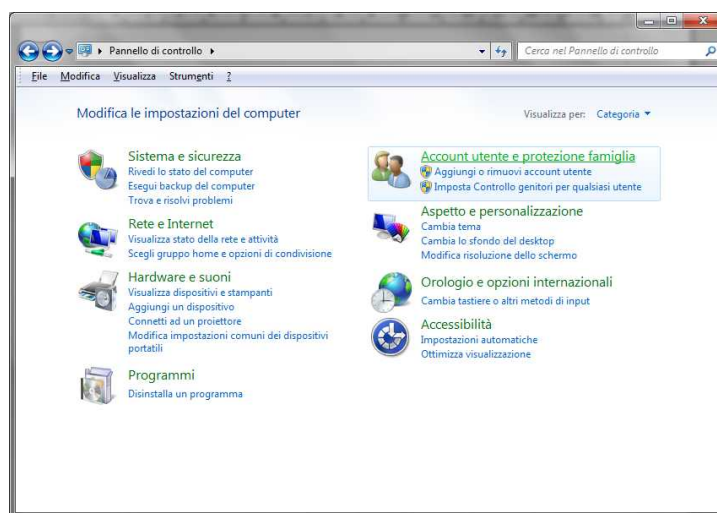 Pannello di controllo
Cerca nel Pannello di controllo
File Modifica Visualizza Strumenti ?
Modifica le impostazioni del computer
Visualizza per: Categoria
Sistema e sicurezza
Rivedi lo stato del computer
Esegui backup del computer
Trova e risolvi problemi
Rete e Internet
Visualizza stato della rete e attività
Scegli gruppo home e opzioni di condivisione
Hardware e suoni
Visualizza dispositivi e stampanti
Aggiungi un dispositivo
Connetti ad un proiettore
Modifica impostazioni comuni dei dispositivi
portatili
Programmi
Disinstalla un programma
Account utente e protezione famiglia
Aggiungi o rimuovi account utente
Imposta Controllo genitori per qualsiasi utente
Aspetto e personalizzazione
Cambia tema
Cambia lo sfondo del desktop
Modifica risoluzione dello schermo
Orologio e opzioni internazionali
Cambia tastiere o altri metodi di input
Accessibilità
Impostazioni automatiche
Ottimizza visualizzazione